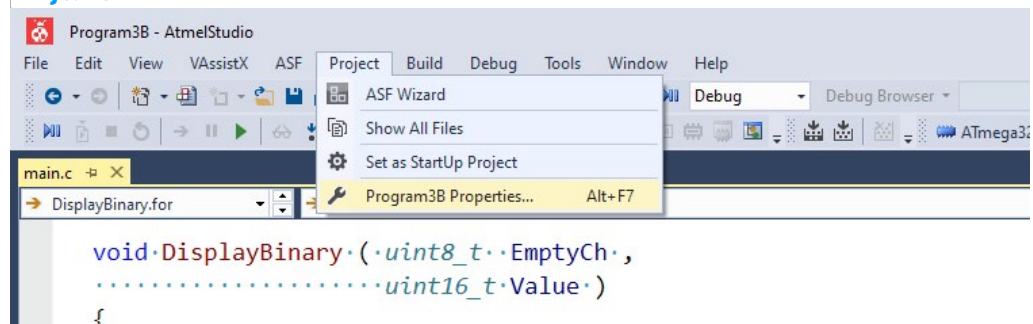 Program3B - AtmelStudio
File Edit View VAssistX ASF Project Build Debug Tools Window Help
ASF Wizard
Debug
Debug Browser
Show All Files
ATmega32
Set as StartUp Project
main.c
Program3B Properties... Alt+F7
DisplayBinary.for
void·DisplayBinary·(·uint8_t··EmptyCh·,
·····················uint16_t·Value·)
{